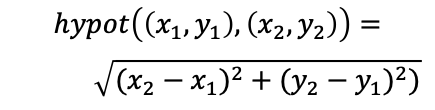 hypot((x₁, y₁), (x₂, y₂)) =
√(x₂ − x₁)² + (y₂ − y₁)²)